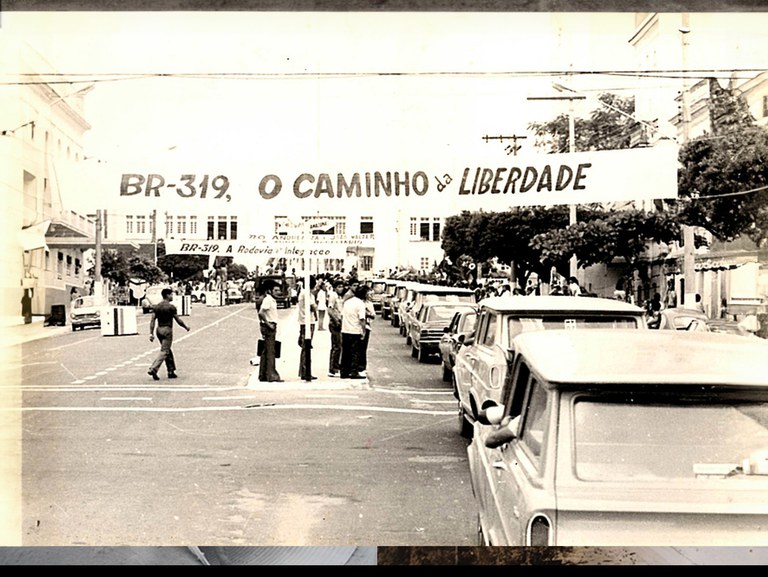 BR-319, O CAMINHO da LIBERDADE
BR-319, A Rodovia da Integração